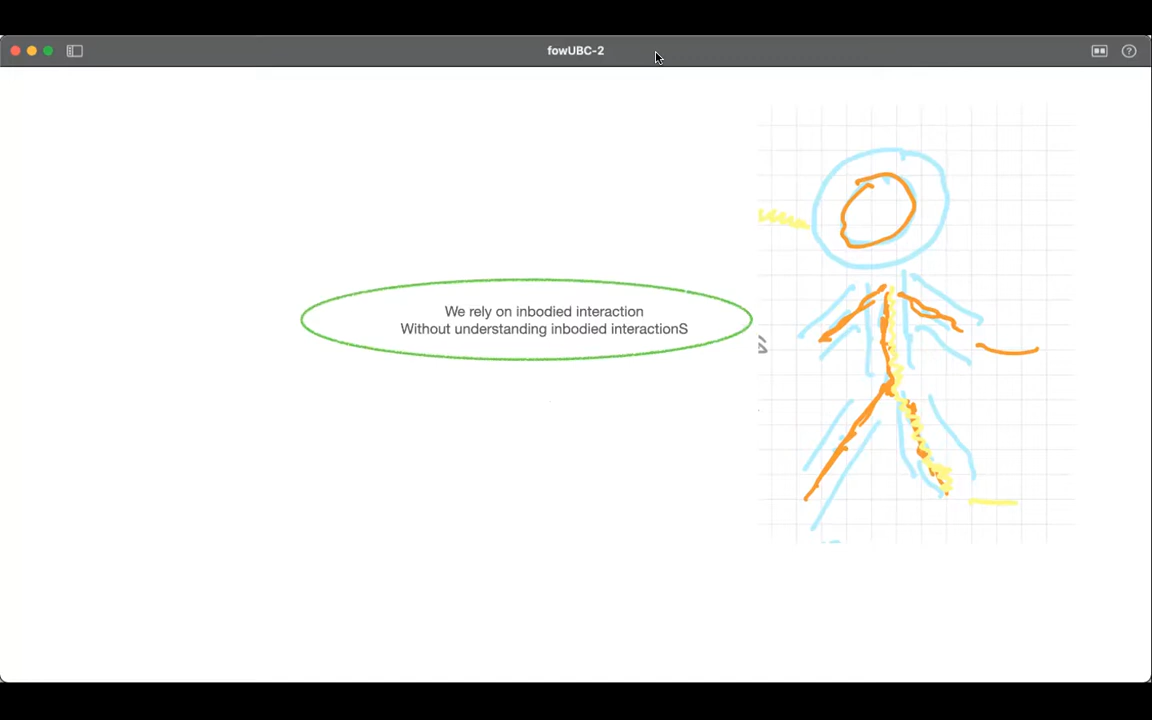 fowUBC-2
We rely on inbodied interaction
Without understanding inbodied interactionS